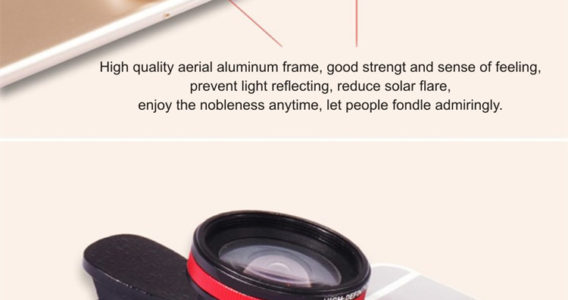 High quality aerial aluminum frame, good strengt and sense of feeling,
prevent light reflecting, reduce solar flare,
enjoy the nobleness anytime, let people fondle admiringly.